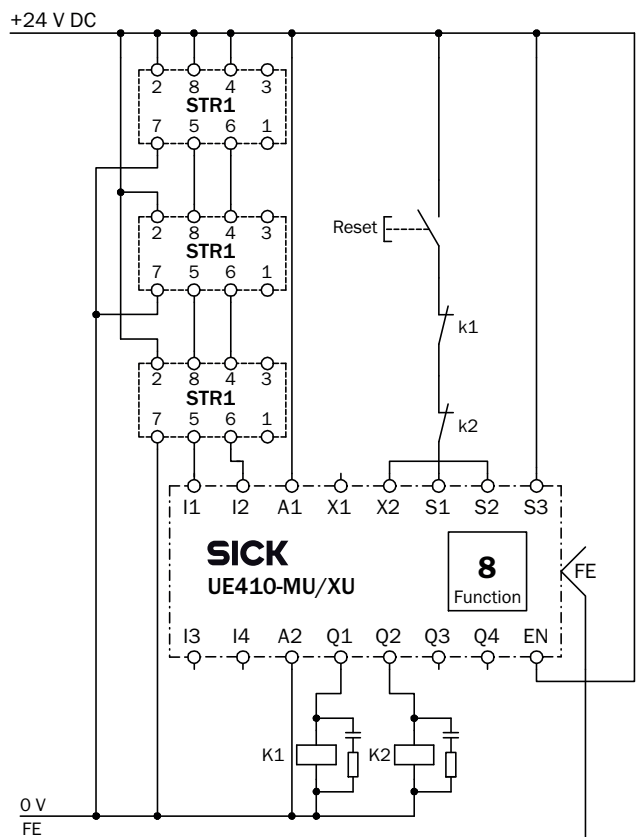 +24 V DC
2 8 4 3
STR1
7 5 6 1
2 8 4 3
STR1
7 5 6 1
Reset
k1
2 8 4 3
STR1
7 5 6 1
k2
I1 I2 A1 X1 X2 S1 S2 S3
SICK
UE410-MU/XU
8
Function
FE
I3 I4 A2 Q1 Q2 Q3 Q4 EN
K1 K2
0 V
FE